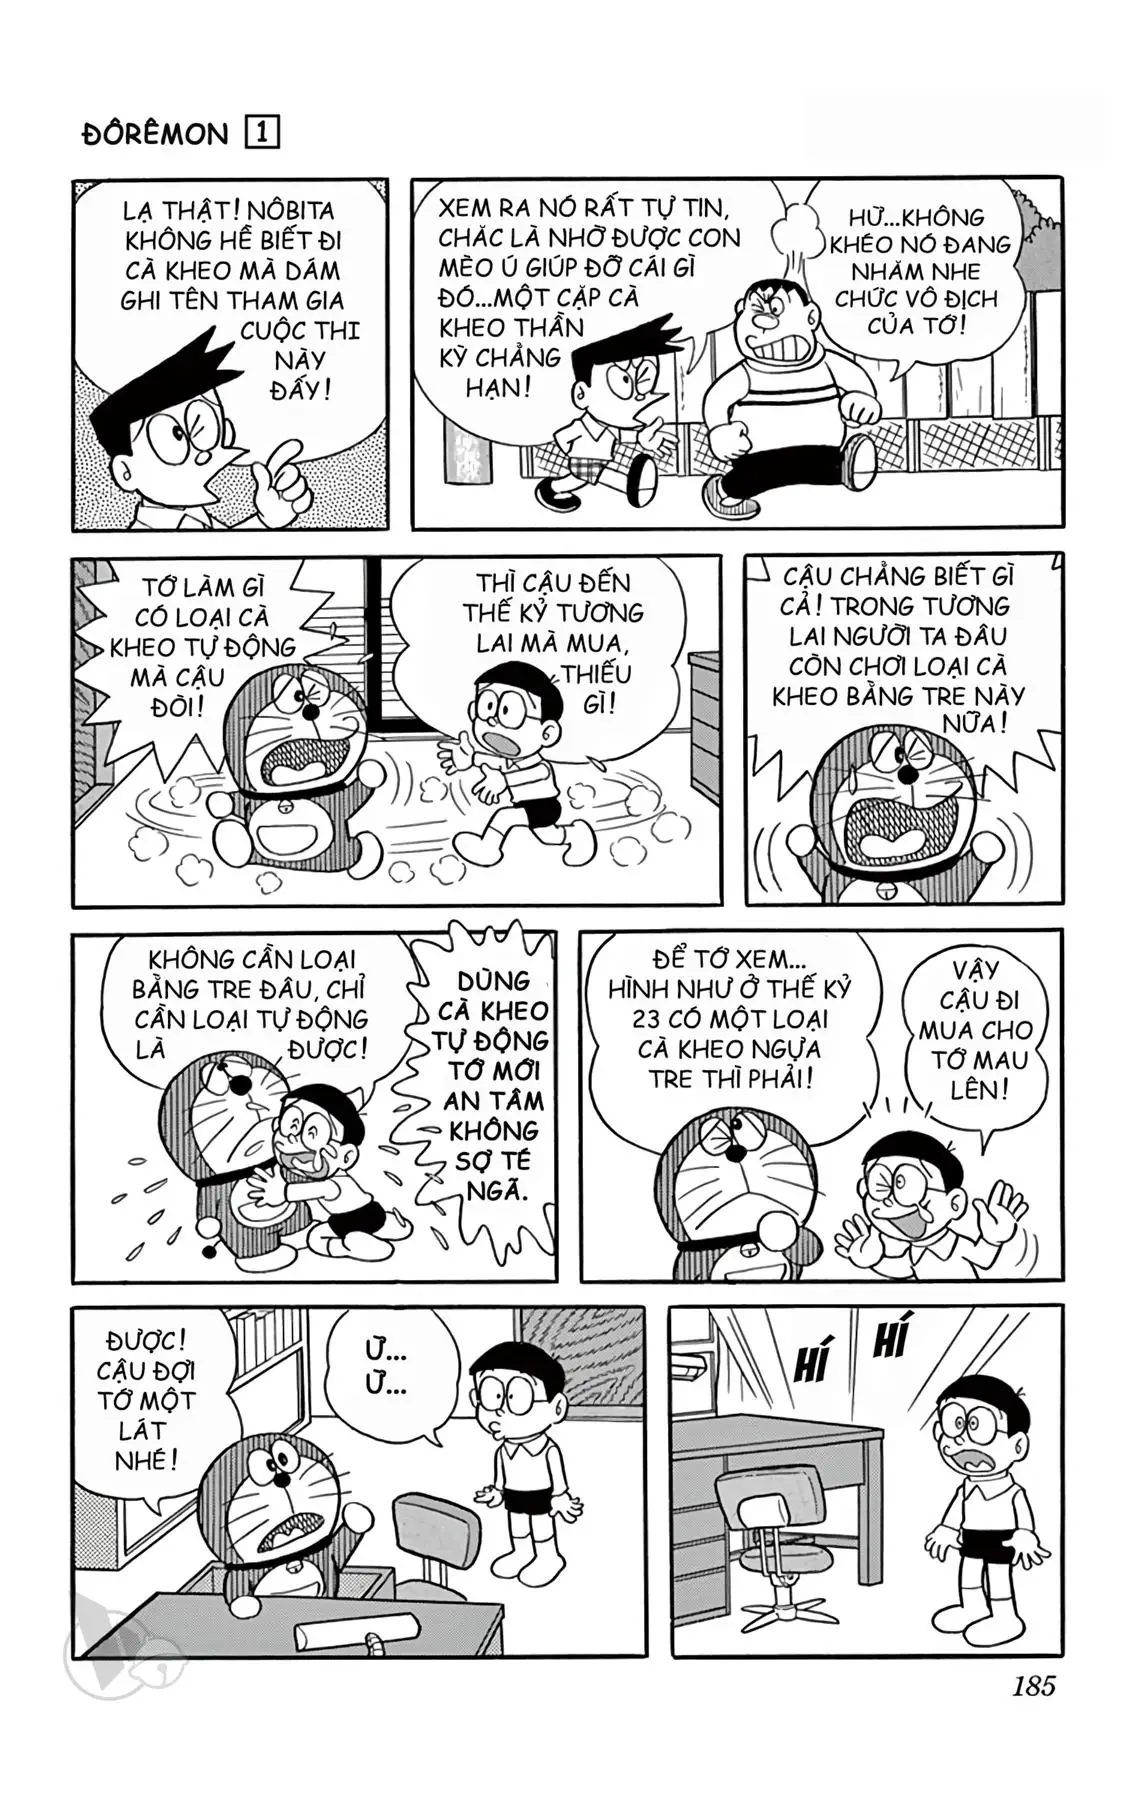 ĐÔRÊMON 1
LẠ THẬT! NÔBITA
KHÔNG HỀ BIẾT ĐI
CÀ KHEO MÀ DÁM
GHI TÊN THAM GIA
CUỘC THI
NÀY
ĐẤY!
XEM RA NÓ RẤT TỰ TIN,
CHĂC LÀ NHỜ ĐƯỢC CON
MÈO Ú GIÚP ĐỠ CÁI GÌ
ĐÓ...MỘT CẶP CÀ
KHEO THẦN
KỲ CHẲNG
HẠN!
HỪ...KHÔNG
KHÉO NÓ ĐANG
NHĂM NHE
CHỨC VÔ ĐỊCH
CỦA TỚ!
TỚ LÀM GÌ
CÓ LOẠI CÀ
KHEO TỰ ĐỘNG
MÀ CẬU
ĐÒI!
THÌ CẬU ĐẾN
THẾ KỶ TƯƠNG
LAI MÀ MUA,
THIẾU
GÌ!
CẬU CHẲNG BIẾT GÌ
CẢ! TRONG TƯƠNG
LAI NGƯỜI TA ĐÂU
CÒN CHƠI LOẠI CÀ
KHEO BẰNG TRE NÀY
NỮA!
KHÔNG CẦN LOẠI
BẰNG TRE ĐÂU, CHỈ
CẦN LOẠI TỰ ĐỘNG
LÀ ĐƯỢC!
DÙNG
CÀ KHEO
TỰ ĐỘNG
TỚ MỚI
AN TÂM
KHÔNG
SỢ TÉ
NGÃ.
ĐỂ TỚ XEM...
HÌNH NHƯ Ở THẾ KỶ
23 CÓ MỘT LOẠI
CÀ KHEO NGỰA
TRE THÌ PHẢI!
VẬY
CẬU ĐI
MUA CHO
TỚ MAU
LÊN!
ĐƯỢC!
CẬU ĐỢI
TỚ MỘT
LÁT
NHÉ!
Ữ...
Ữ...
HÍ
HÍ
185